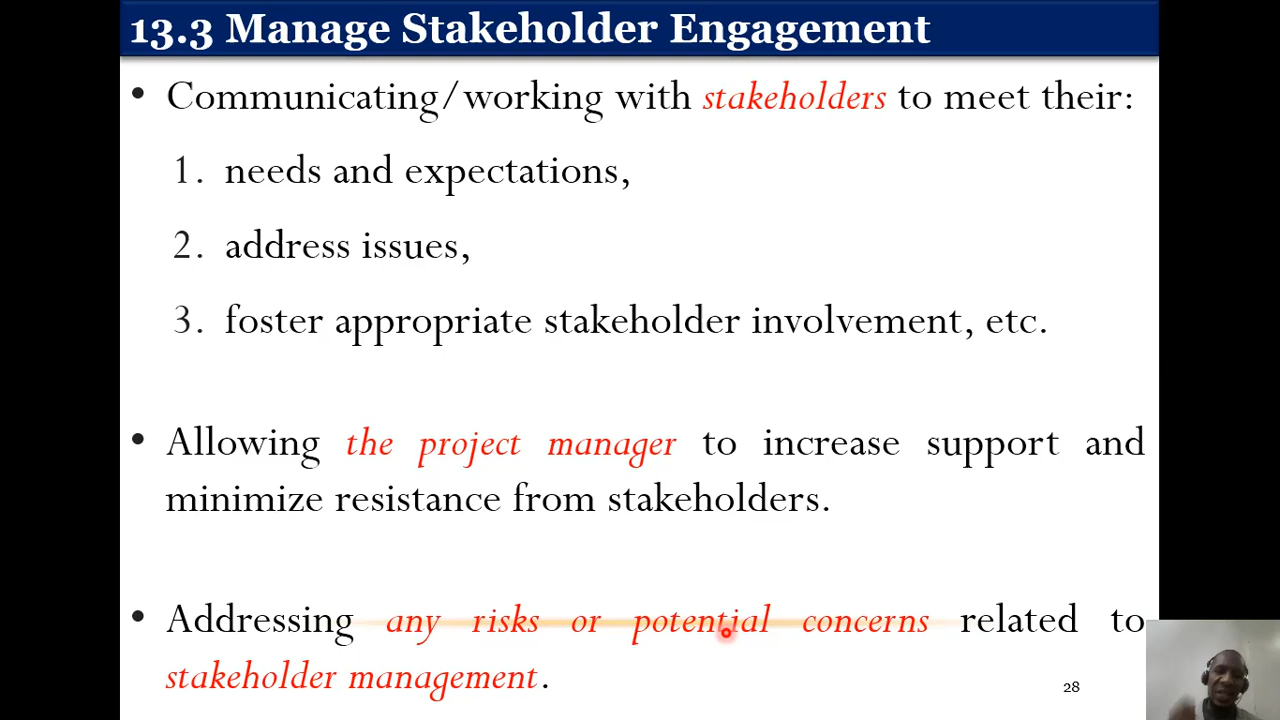 13.3 Manage Stakeholder Engagement
• Communicating/working with stakeholders to meet their:
1. needs and expectations,
2. address issues,
3. foster appropriate stakeholder involvement, etc.
• Allowing the project manager to increase support and
minimize resistance from stakeholders.
• Addressing any risks or potential concerns related to
stakeholder management.
28